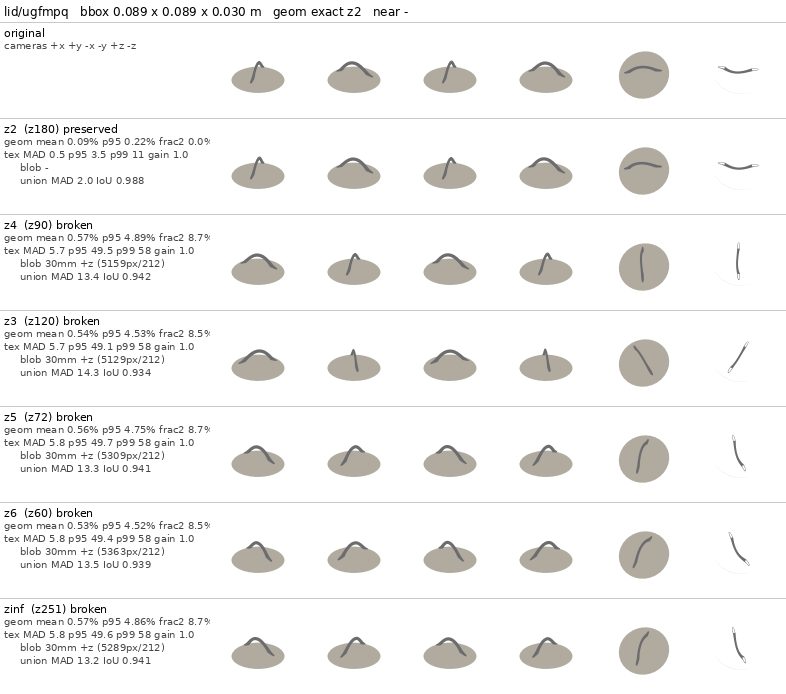 lid/ugfmpq   bbox 0.089 x 0.089 x 0.030 m   geom exact z2   near -
original
cameras +x +y -x -y +z -z
z2  (z180) preserved
geom mean 0.09% p95 0.22% frac2 0.0%
tex MAD 0.5 p95 3.5 p99 11 gain 1.0
blob -
union MAD 2.0 IoU 0.988
z4  (z90) broken
geom mean 0.57% p95 4.89% frac2 8.7%
tex MAD 5.7 p95 49.5 p99 58 gain 1.0
blob 30mm +z (5159px/212)
union MAD 13.4 IoU 0.942
z3  (z120) broken
geom mean 0.54% p95 4.53% frac2 8.5%
tex MAD 5.7 p95 49.1 p99 58 gain 1.0
blob 30mm +z (5129px/212)
union MAD 14.3 IoU 0.934
z5  (z72) broken
geom mean 0.56% p95 4.75% frac2 8.7%
tex MAD 5.8 p95 49.7 p99 58 gain 1.0
blob 30mm +z (5309px/212)
union MAD 13.3 IoU 0.941
z6  (z60) broken
geom mean 0.53% p95 4.52% frac2 8.5%
tex MAD 5.8 p95 49.4 p99 58 gain 1.0
blob 30mm +z (5363px/212)
union MAD 13.5 IoU 0.939
zinf  (z251) broken
geom mean 0.57% p95 4.86% frac2 8.7%
tex MAD 5.8 p95 49.6 p99 58 gain 1.0
blob 30mm +z (5289px/212)
union MAD 13.2 IoU 0.941